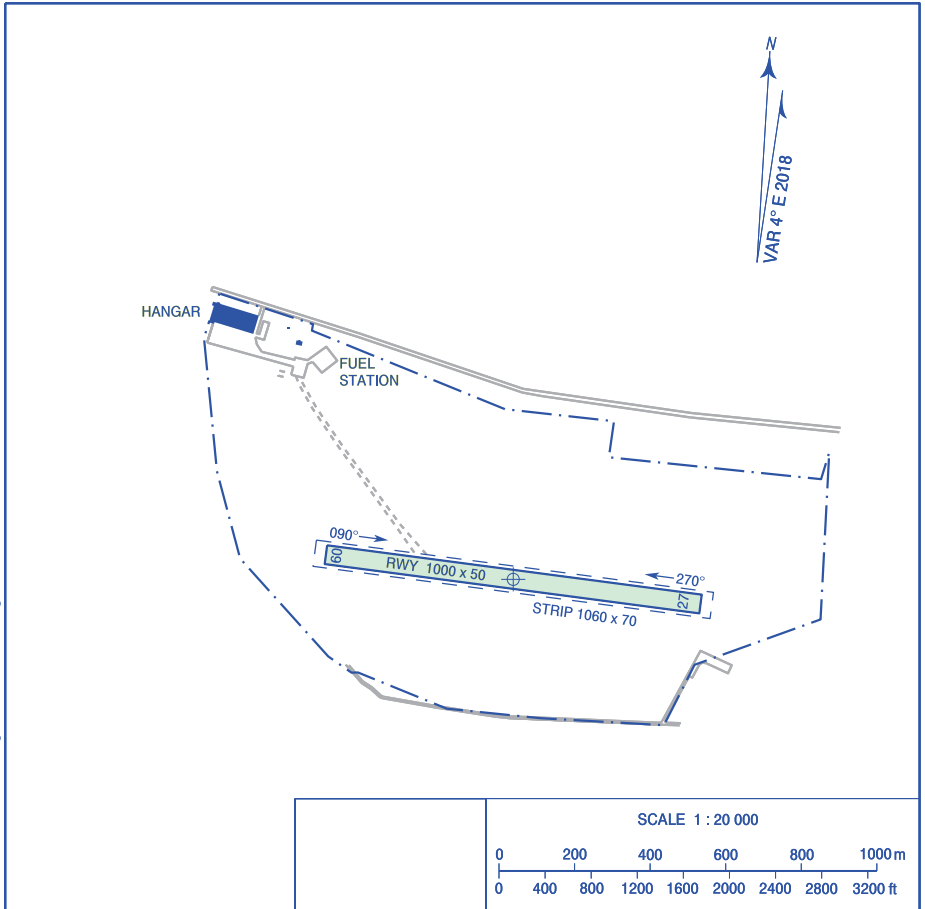 N
VAR 4° E 2018
HANGAR
FUEL
STATION
090°
09
RWY 1000 x 50
270°
27
STRIP 1060 x 70
SCALE 1 : 20 000
0 200 400 600 800 1000 m
0 400 800 1200 1600 2000 2400 2800 3200 ft